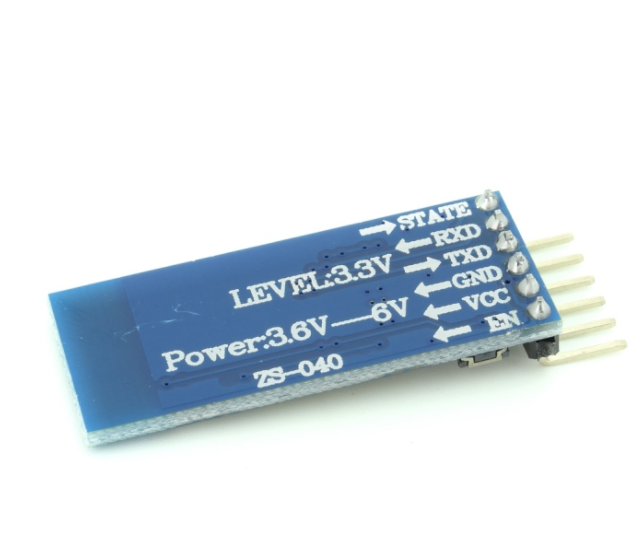 STATE
RXD
LEVEL:3.3V
TXD
GND
Power:3.6V—6V
VCC
ZS-040
EN